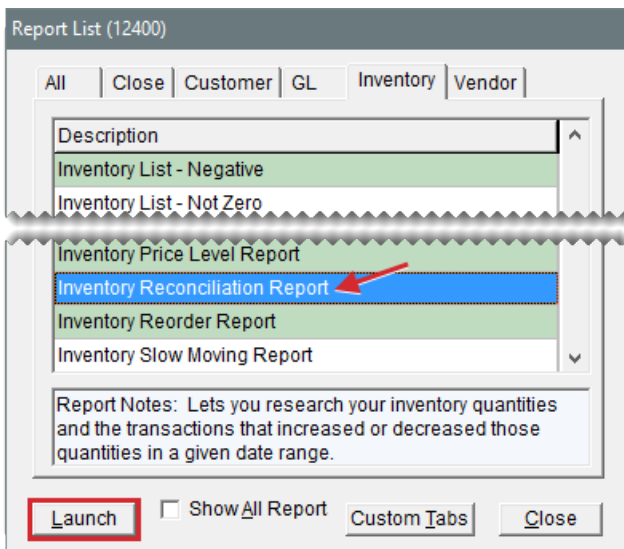 Report List (12400)
All Close Customer GL Inventory Vendor
Description
Inventory List - Negative
Inventory List - Not Zero
Inventory Price Level Report
Inventory Reconciliation Report
Inventory Reorder Report
Inventory Slow Moving Report
Report Notes: Lets you research your inventory quantities
and the transactions that increased or decreased those
quantities in a given date range.
Launch Show All Report Custom Tabs Close